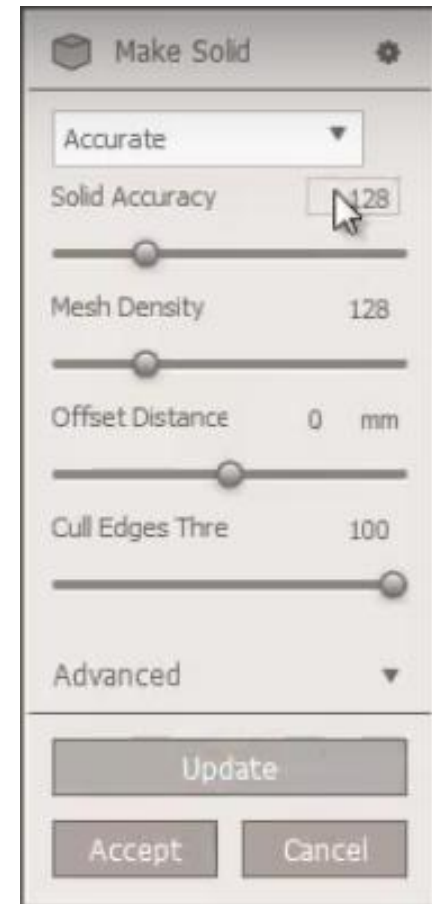 Make Solid
Accurate
Solid Accuracy 128
Mesh Density 128
Offset Distance 0 mm
Cull Edges Thre 100
Advanced
Update
Accept Cancel